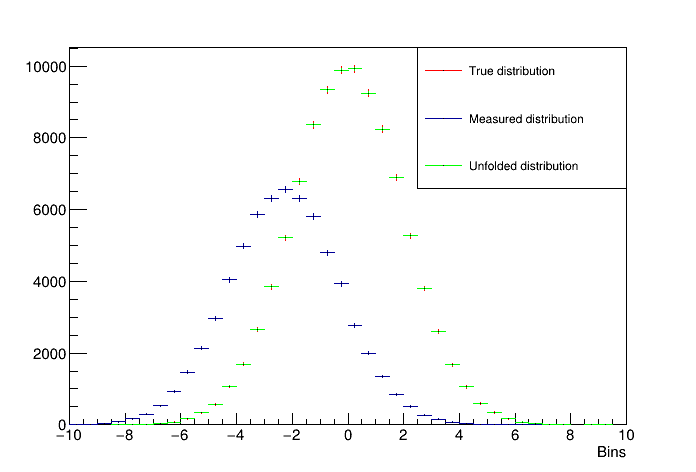 10000
True distribution
Measured distribution
8000
Unfolded distribution
6000
4000
2000
0
−10 −8 −6 −4 −2 0 2 4 6 8 10
Bins